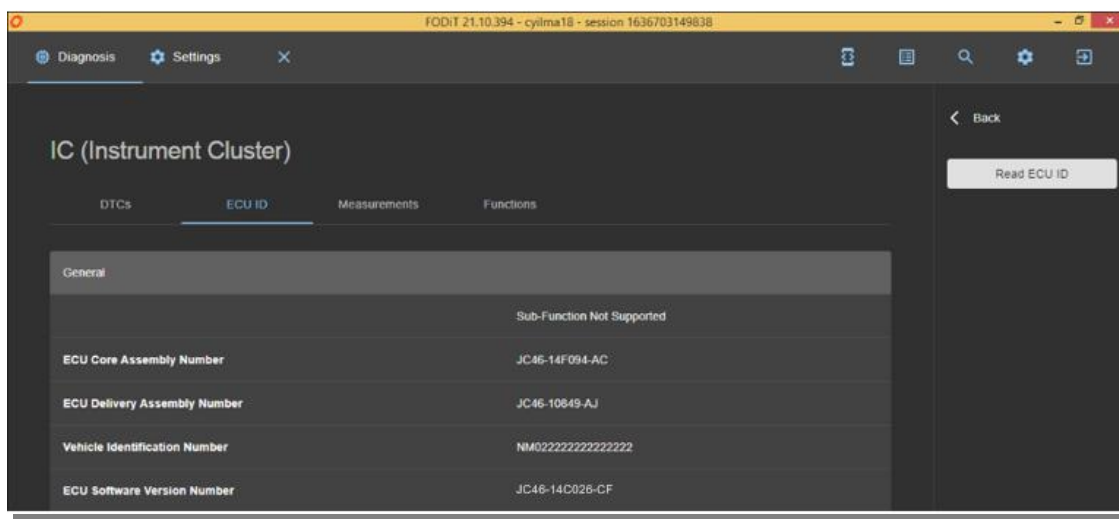 FODiT 21.10.394 - cyilma18 - session 1636703149838
Diagnosis Settings
Back
IC (Instrument Cluster)
Read ECU ID
DTCs ECU ID Measurements Functions
General
Sub-Function Not Supported
ECU Core Assembly Number JC46-14F094-AC
ECU Delivery Assembly Number JC46-10849-AJ
Vehicle Identification Number NM022222222222222
ECU Software Version Number JC46-14C026-CF